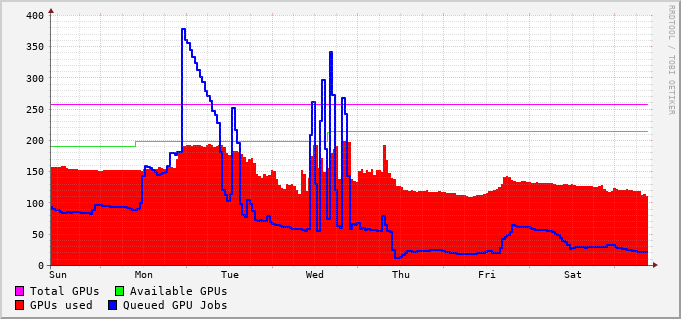 400
350
300
250
200
150
100
50
0
Sun Mon Tue Wed Thu Fri Sat
Total GPUs Available GPUs
GPUs used Queued GPU Jobs
RRDTOOL / TOBI OETIKER